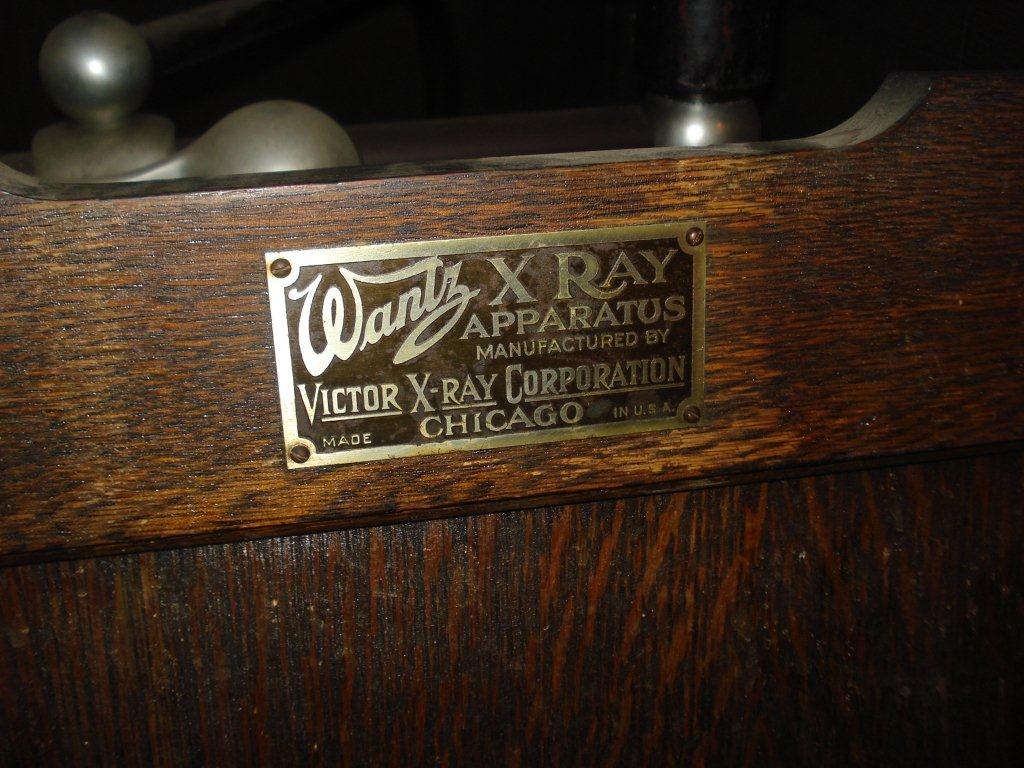 Wantz X RAY
APPARATUS
MANUFACTURED BY
VICTOR X-RAY CORPORATION
MADE CHICAGO IN U.S.A.